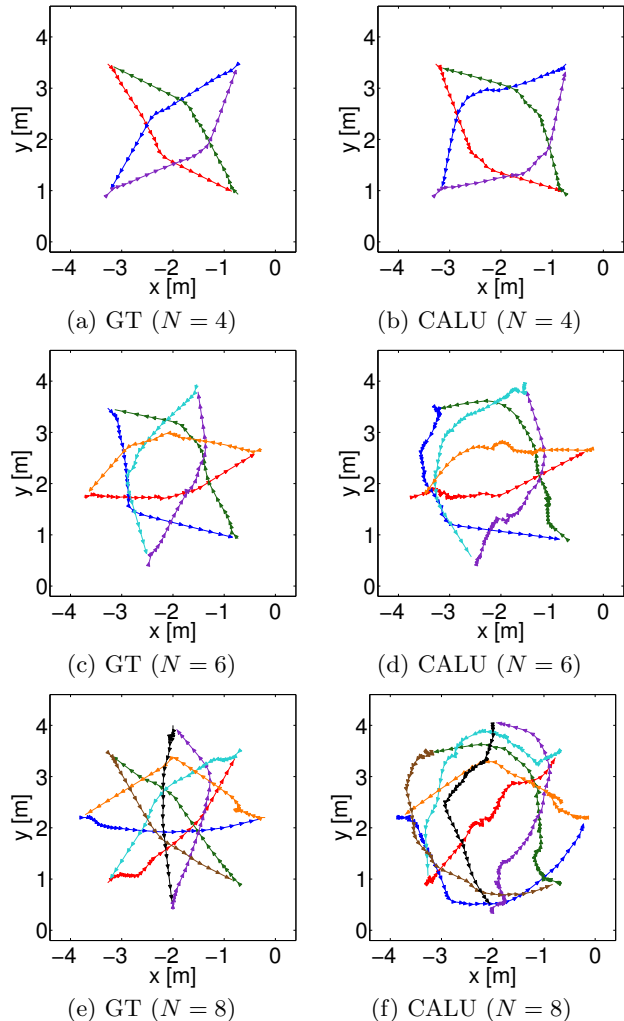 4
3
2
1
0
y [m]
−4 −3 −2 −1 0
x [m]
(a) GT (N = 4)
4
3
2
1
0
y [m]
−4 −3 −2 −1 0
x [m]
(b) CALU (N = 4)
4
3
2
1
0
y [m]
−4 −3 −2 −1 0
x [m]
(c) GT (N = 6)
4
3
2
1
0
y [m]
−4 −3 −2 −1 0
x [m]
(d) CALU (N = 6)
4
3
2
1
0
y [m]
−4 −3 −2 −1 0
x [m]
(e) GT (N = 8)
4
3
2
1
0
y [m]
−4 −3 −2 −1 0
x [m]
(f) CALU (N = 8)